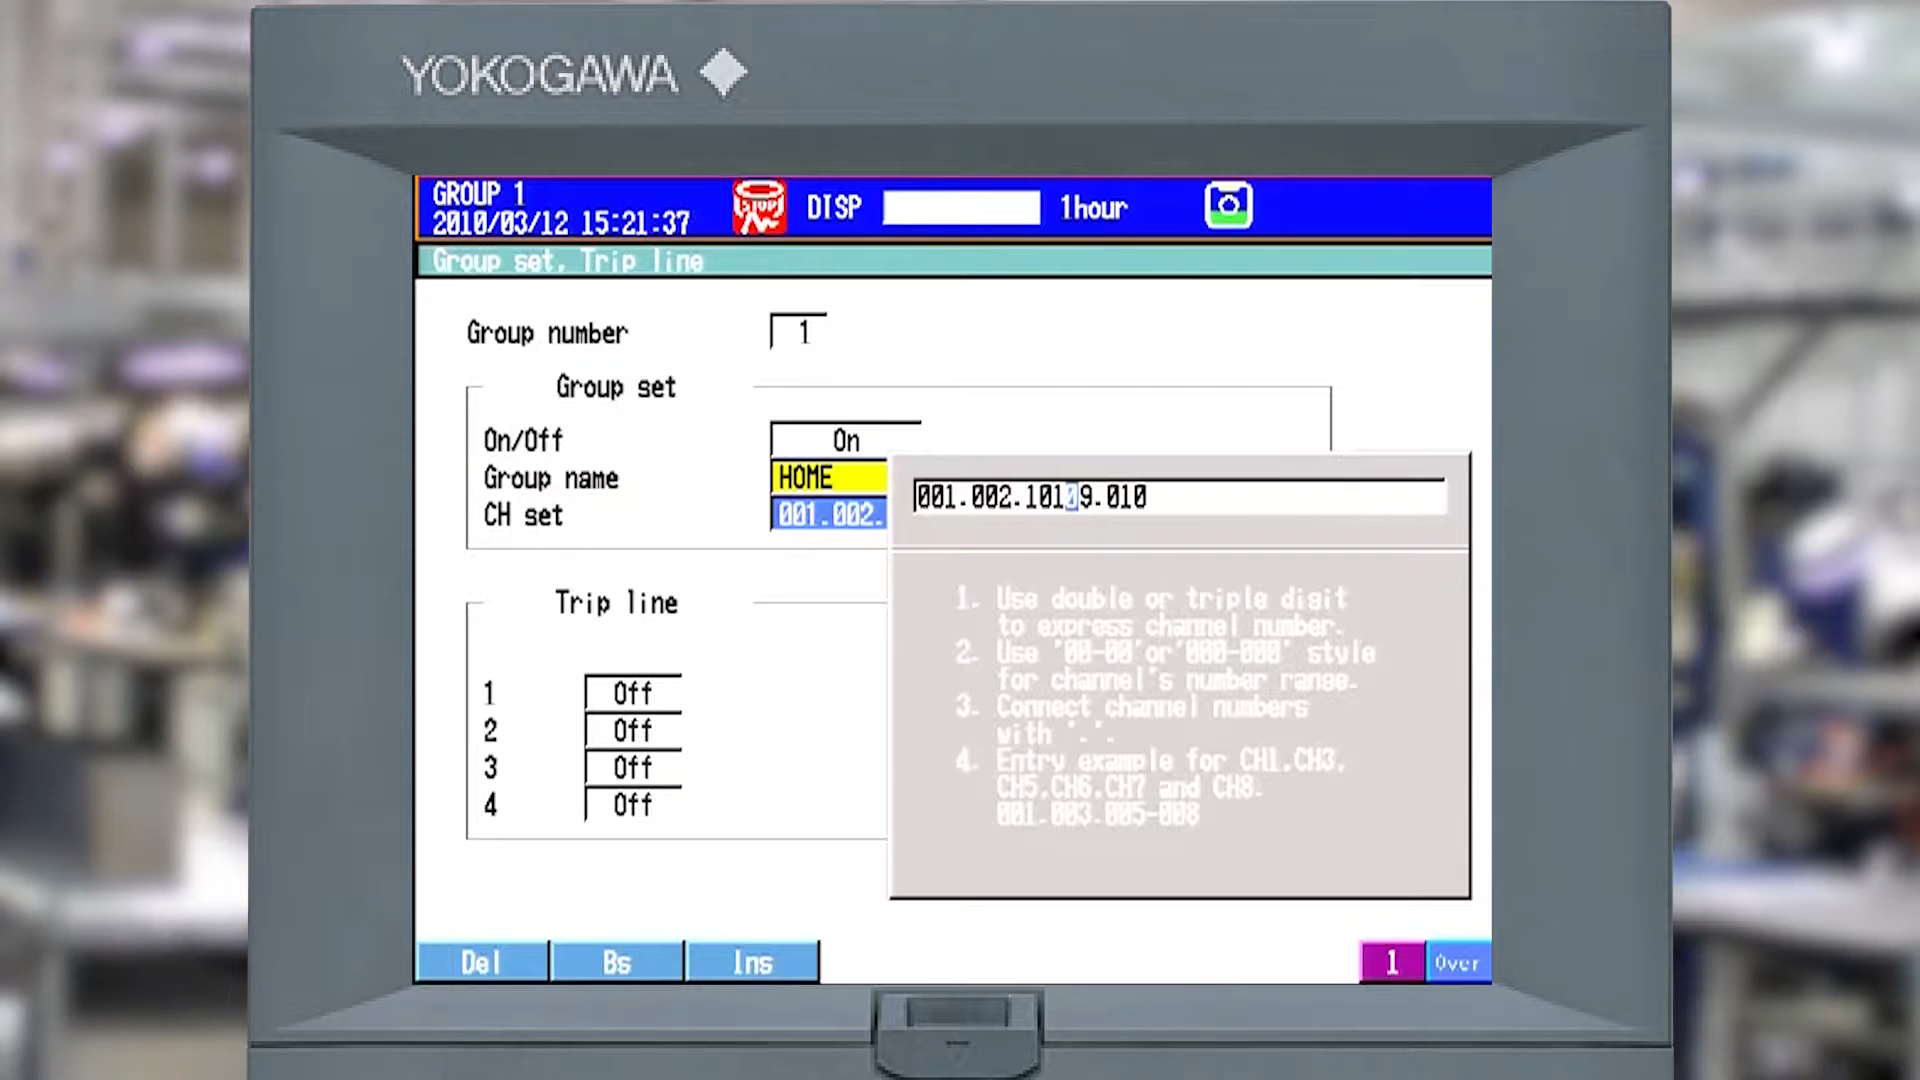 YOKOGAWA
GROUP 1
2010/03/12 15:21:37
STOP
DISP
1hour
Group set, Trip line
Group number 1
Group set
On/Off On
Group name HOME
CH set 001.002.
001.002.10109.010
Trip line
1 Off
2 Off
3 Off
4 Off
1. Use double or triple digit
to express channel number.
2. Use '00-00'or'000-000' style
for channel's number range.
3. Connect channel numbers
with '.'.
4. Entry example for CH1,CH3,
CH5,CH6,CH7 and CH8.
001.003.005-008
Del Bs Ins 1 Over